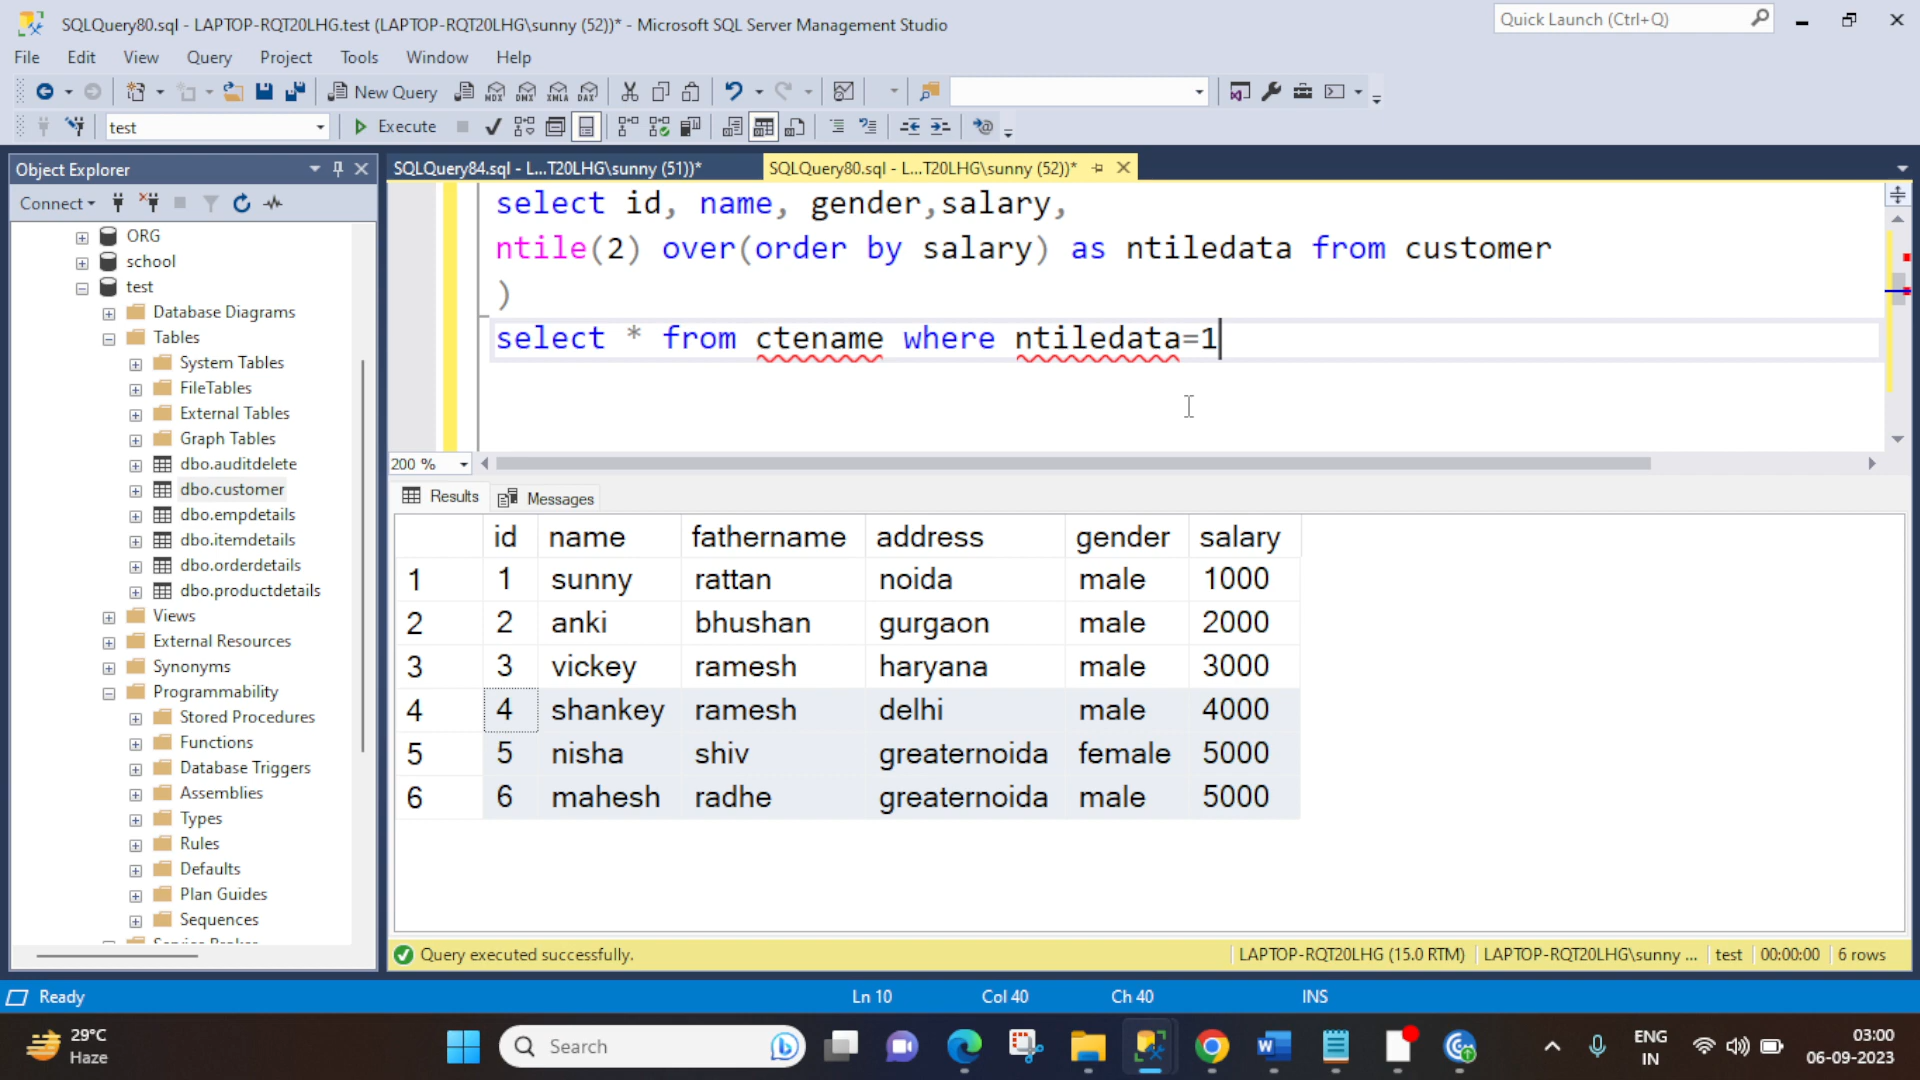 SQLQuery80.sql - LAPTOP-RQT20LHG.test (LAPTOP-RQT20LHG\sunny (52))* - Microsoft SQL Server Management Studio
Quick Launch (Ctrl+Q)
File Edit View Query Project Tools Window Help
New Query
MDX DMX XMLA DAX
test
Execute
Object Explorer
SQLQuery84.sql - L...T20LHG\sunny (51))*
SQLQuery80.sql - L...T20LHG\sunny (52))*
Connect
ORG
school
test
Database Diagrams
Tables
System Tables
FileTables
External Tables
Graph Tables
dbo.auditdelete
dbo.customer
dbo.empdetails
dbo.itemdetails
dbo.orderdetails
dbo.productdetails
Views
External Resources
Synonyms
Programmability
Stored Procedures
Functions
Database Triggers
Assemblies
Types
Rules
Defaults
Plan Guides
Sequences
select id, name, gender,salary,
ntile(2) over(order by salary) as ntiledata from customer
)
select * from ctename where ntiledata=1
200 %
Results Messages
id name fathername address gender salary
1 1 sunny rattan noida male 1000
2 2 anki bhushan gurgaon male 2000
3 3 vickey ramesh haryana male 3000
4 4 shankey ramesh delhi male 4000
5 5 nisha shiv greaternoida female 5000
6 6 mahesh radhe greaternoida male 5000
Query executed successfully.
LAPTOP-RQT20LHG (15.0 RTM) LAPTOP-RQT20LHG\sunny ... test 00:00:00 6 rows
Ready Ln 10 Col 40 Ch 40 INS
29°C
Haze
Search
ENG
IN
03:00
06-09-2023